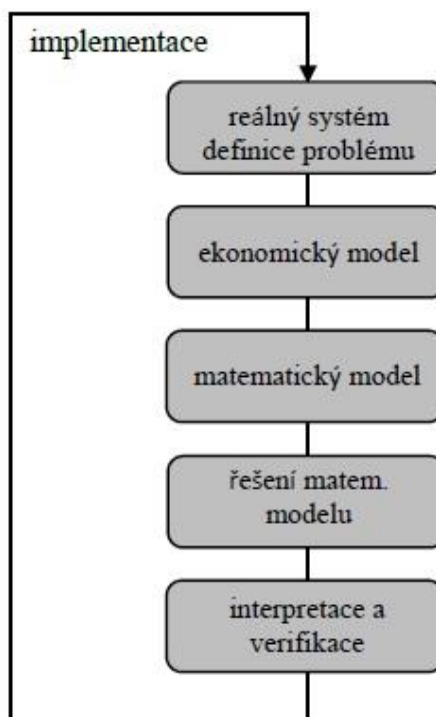 implementace
reálný systém
definice problému
ekonomický model
matematický model
řešení matem.
modelu
interpretace a
verifikace